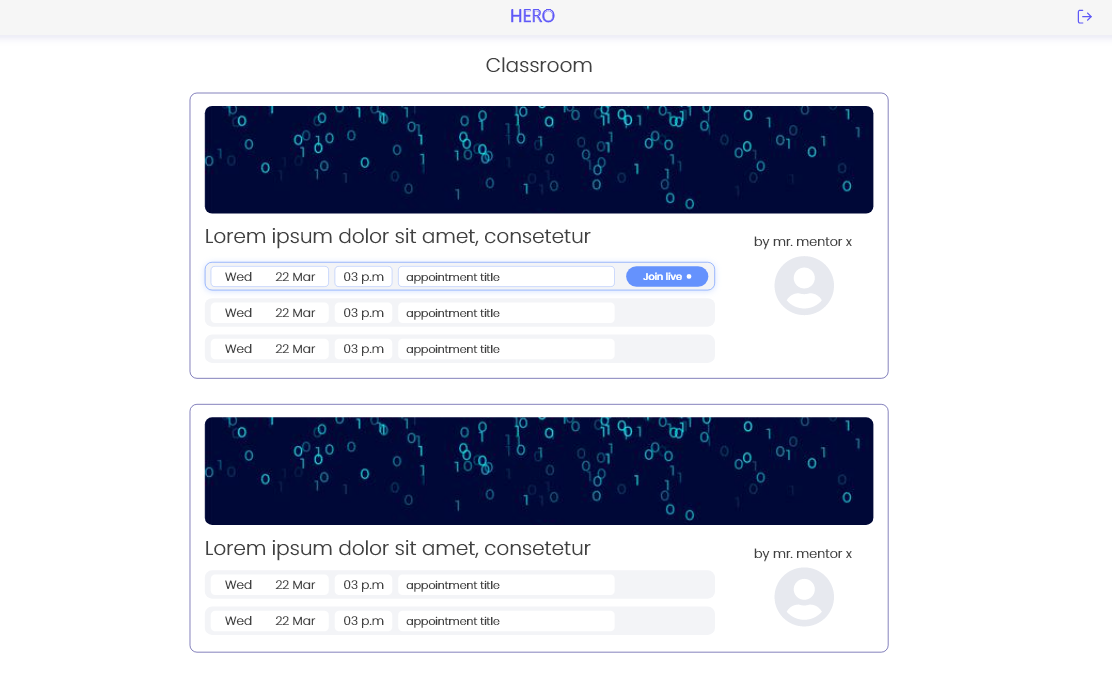 HERO
Classroom
Lorem ipsum dolor sit amet, consetetur
by mr. mentor x
Wed 22 Mar 03 p.m appointment title Join live
Wed 22 Mar 03 p.m appointment title
Wed 22 Mar 03 p.m appointment title
Lorem ipsum dolor sit amet, consetetur
by mr. mentor x
Wed 22 Mar 03 p.m appointment title
Wed 22 Mar 03 p.m appointment title